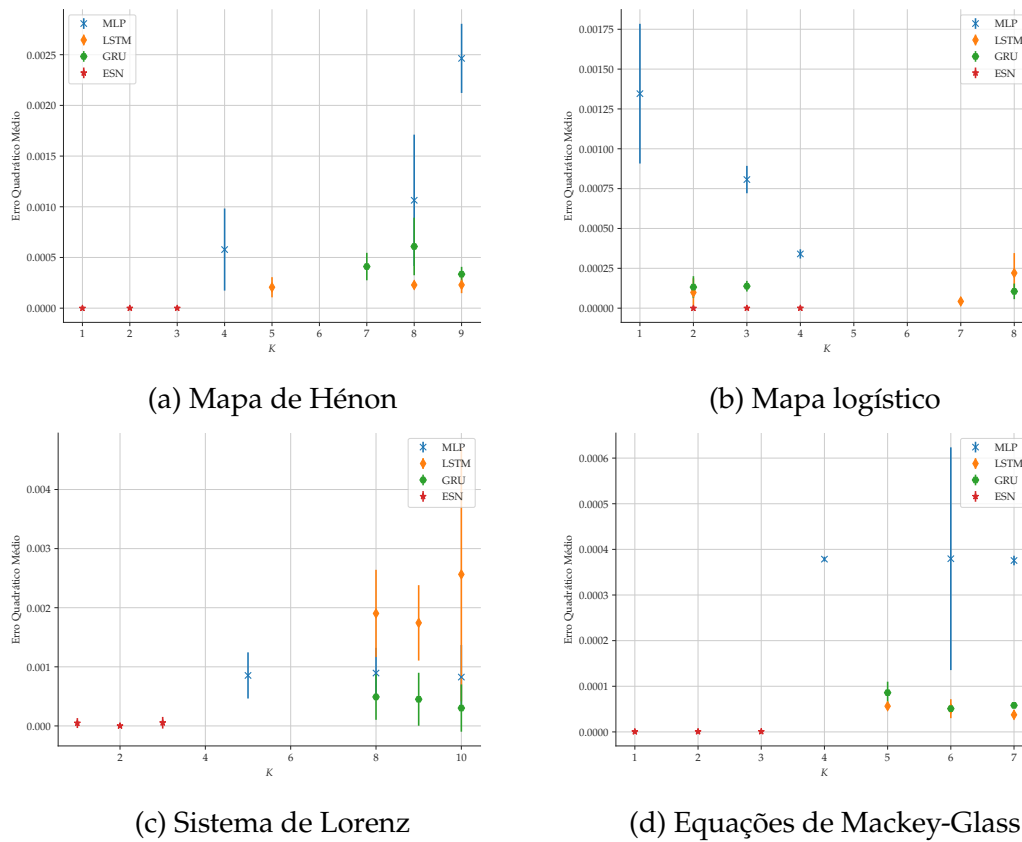 0.0025
0.0020
0.0015
0.0010
0.0005
0.0000
Erro Quadrático Médio
MLP
LSTM
GRU
ESN
1 2 3 4 5 6 7 8 9
K
(a) Mapa de Hénon
0.00175
0.00150
0.00125
0.00100
0.00075
0.00050
0.00025
0.00000
Erro Quadrático Médio
MLP
LSTM
GRU
ESN
1 2 3 4 5 6 7 8
K
(b) Mapa logístico
0.004
0.003
0.002
0.001
0.000
Erro Quadrático Médio
MLP
LSTM
GRU
ESN
2 4 6 8 10
K
(c) Sistema de Lorenz
0.0006
0.0005
0.0004
0.0003
0.0002
0.0001
0.0000
Erro Quadrático Médio
MLP
LSTM
GRU
ESN
1 2 3 4 5 6 7
K
(d) Equações de Mackey-Glass